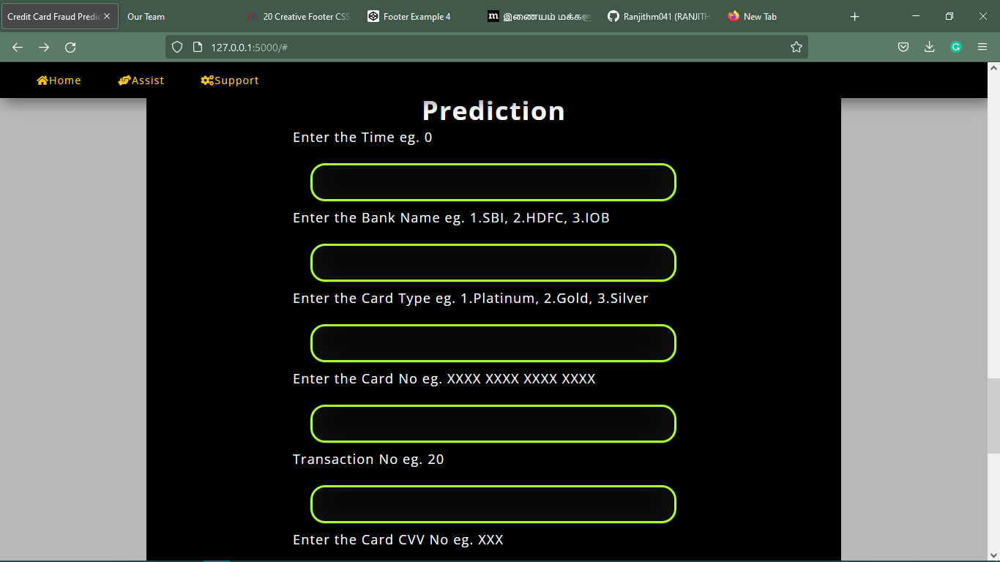 Credit Card Fraud Predic
Our Team
20 Creative Footer CSS
Footer Example 4
m
இணையம் மக்கள
Ranjithm041 (RANJITH
New Tab
127.0.0.1:5000/#
G
Home
Assist
Support
Prediction
Enter the Time eg. 0
Enter the Bank Name eg. 1.SBI, 2.HDFC, 3.IOB
Enter the Card Type eg. 1.Platinum, 2.Gold, 3.Silver
Enter the Card No eg. XXXX XXXX XXXX XXXX
Transaction No eg. 20
Enter the Card CVV No eg. XXX